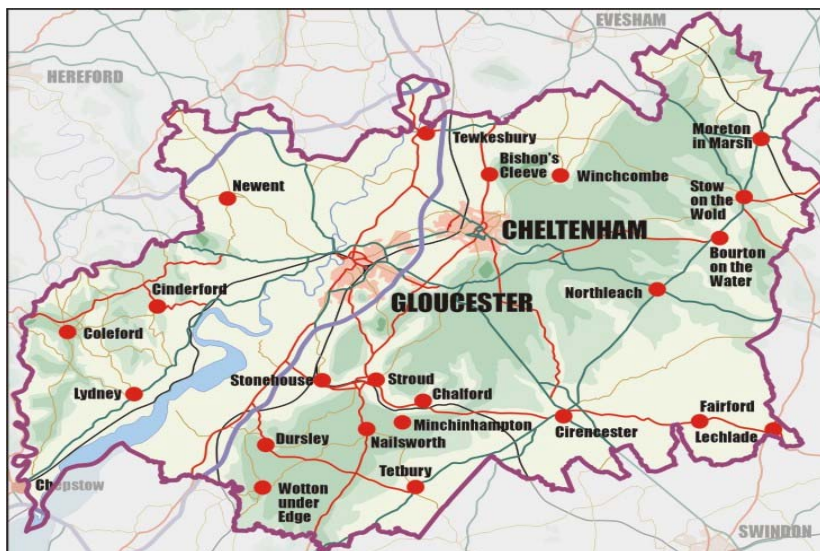 EVESHAM
HEREFORD
Tewkesbury
Moreton
in Marsh
Bishop's
Cleeve
Winchcombe
Newent
Stow
on the
Wold
CHELTENHAM
Bourton
on the
Water
Cinderford
Northleach
GLOUCESTER
Coleford
Stonehouse
Stroud
Lydney
Chalford
Fairford
Minchinhampton
Cirencester
Lechlade
Dursley
Nailsworth
Tetbury
Chepstow
Wotton
under
Edge
SWINDON